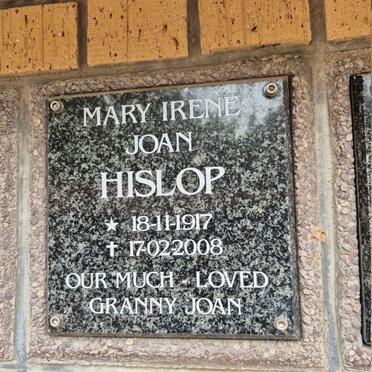 MARY IRENE
JOAN
HISLOP
★ 18-11-1917
✝ 17-02-2008
OUR MUCH - LOVED
GRANNY JOAN